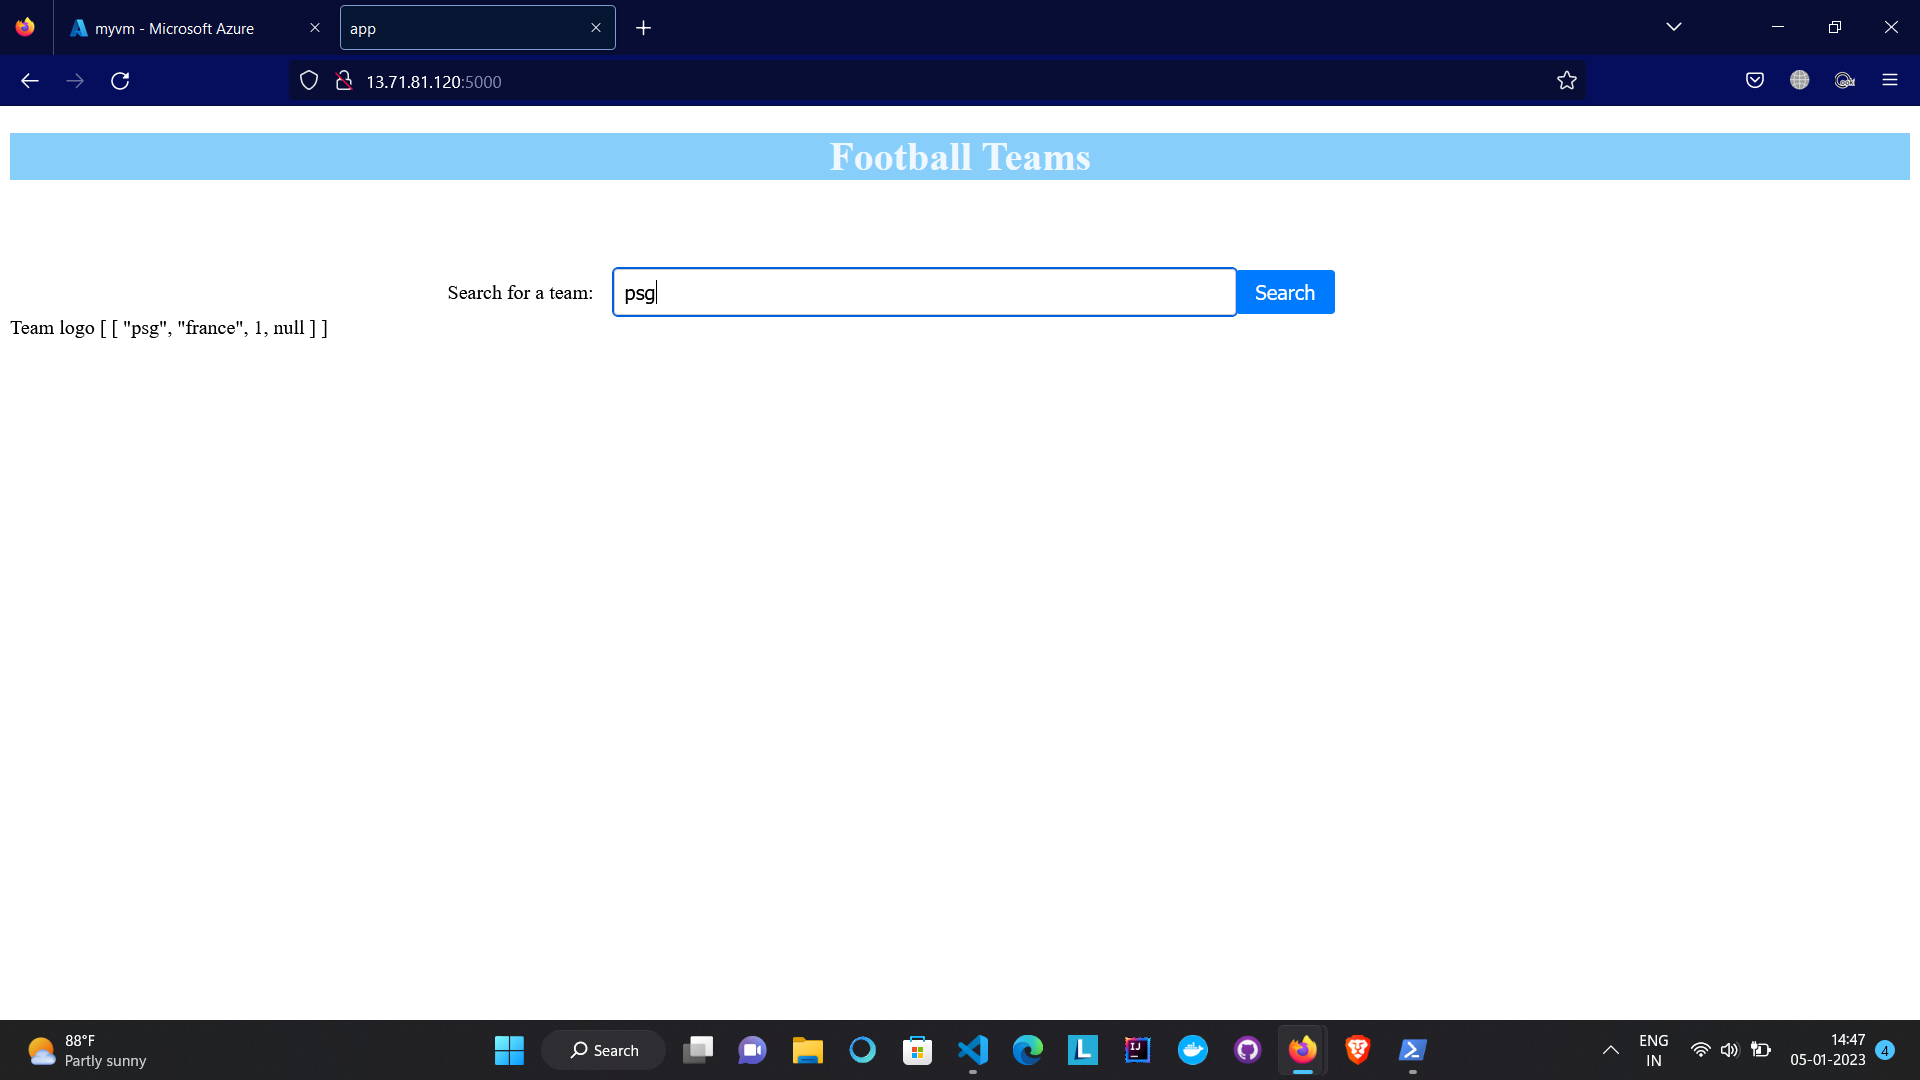 myvm - Microsoft Azure
app
13.71.81.120:5000
Football Teams
Search for a team: psg Search
Team logo [ [ "psg", "france", 1, null ] ]
88°F
Partly sunny
Search
ENG
IN
14:47
05-01-2023
4